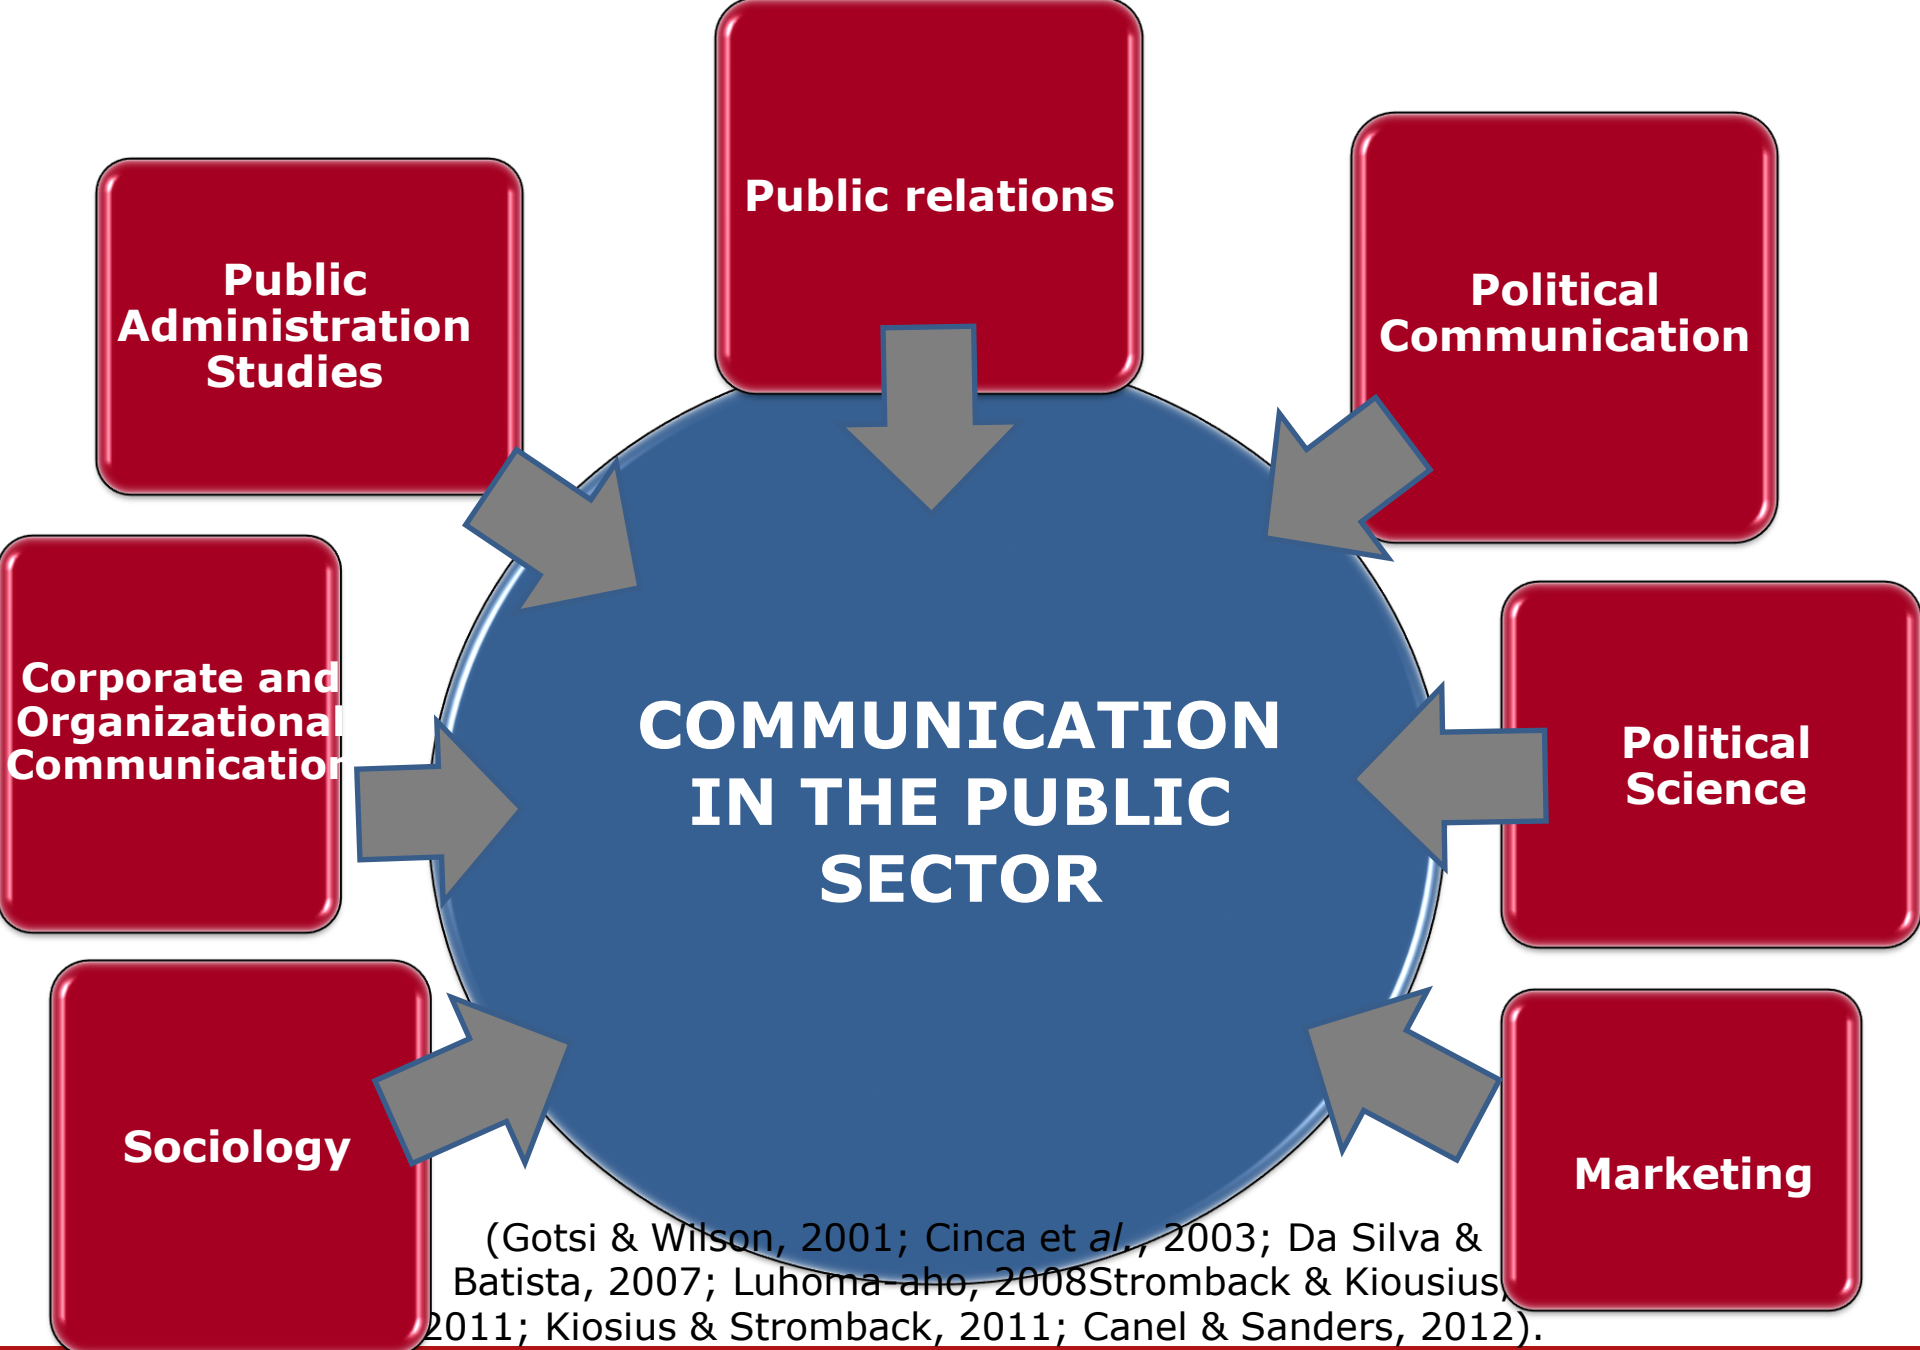 Public relations
Public
Administration
Studies
Political
Communication
Corporate and
Organizational
Communication
COMMUNICATION
IN THE PUBLIC
SECTOR
Political
Science
Sociology
Marketing
(Gotsi & Wilson, 2001; Cinca et al., 2003; Da Silva &
Batista, 2007; Luhoma-aho, 2008Stromback & Kiousius,
2011; Kiosius & Stromback, 2011; Canel & Sanders, 2012).